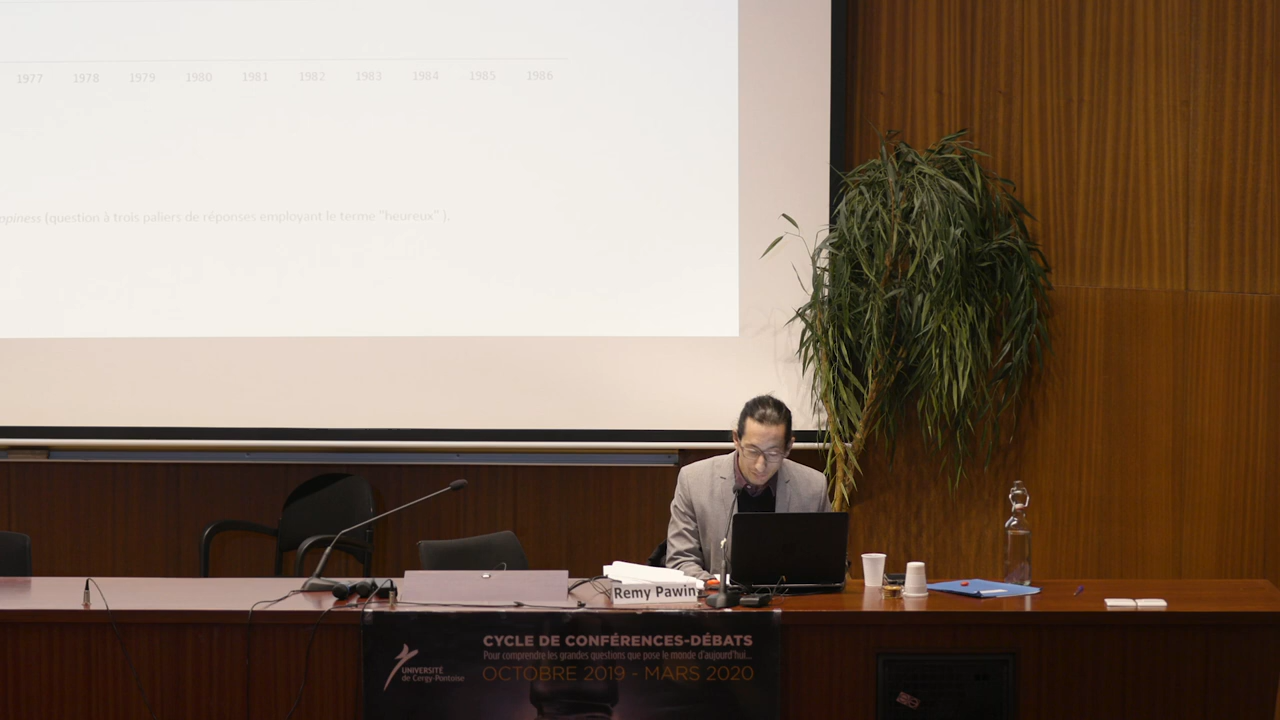 1977 1978 1979 1980 1981 1982 1983 1984 1985 1986
ppiness (question à trois paliers de réponses employant le terme "heureux" ).
Remy Pawin
CYCLE DE CONFÉRENCES-DÉBATS
Pour comprendre les grandes questions que pose le monde d'aujourd'hui...
OCTOBRE 2019 - MARS 2020
UNIVERSITÉ
de Cergy-Pontoise